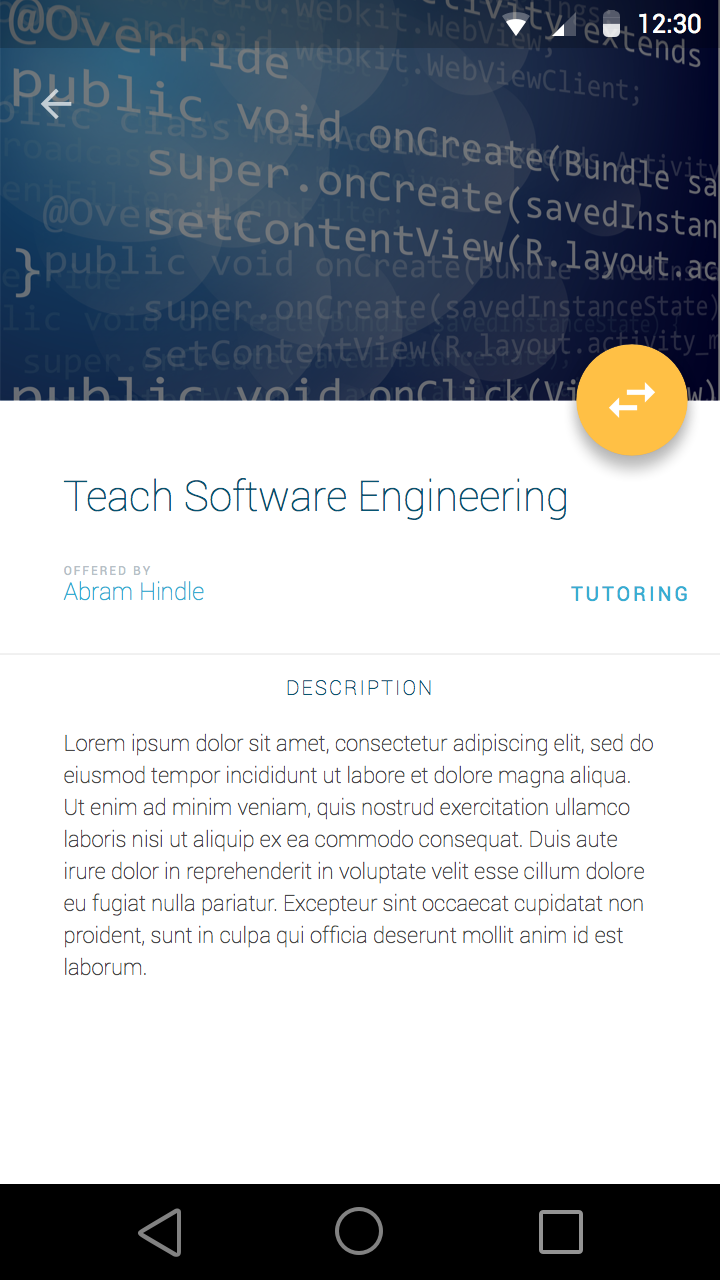 12:30
@Override
public void onCreate(Bundle sa
super.onCreate(savedInstan
setContentView(R.layout.ac
}
@Override
public void onCreate(Bundle savedInst
super.onCreate(savedInstanceState)
setContentView(R.layout.activity_m
public void onClick(Vi
Teach Software Engineering
OFFERED BY
Abram Hindle
TUTORING
DESCRIPTION
Lorem ipsum dolor sit amet, consectetur adipiscing elit, sed do
eiusmod tempor incididunt ut labore et dolore magna aliqua.
Ut enim ad minim veniam, quis nostrud exercitation ullamco
laboris nisi ut aliquip ex ea commodo consequat. Duis aute
irure dolor in reprehenderit in voluptate velit esse cillum dolore
eu fugiat nulla pariatur. Excepteur sint occaecat cupidatat non
proident, sunt in culpa qui officia deserunt mollit anim id est
laborum.